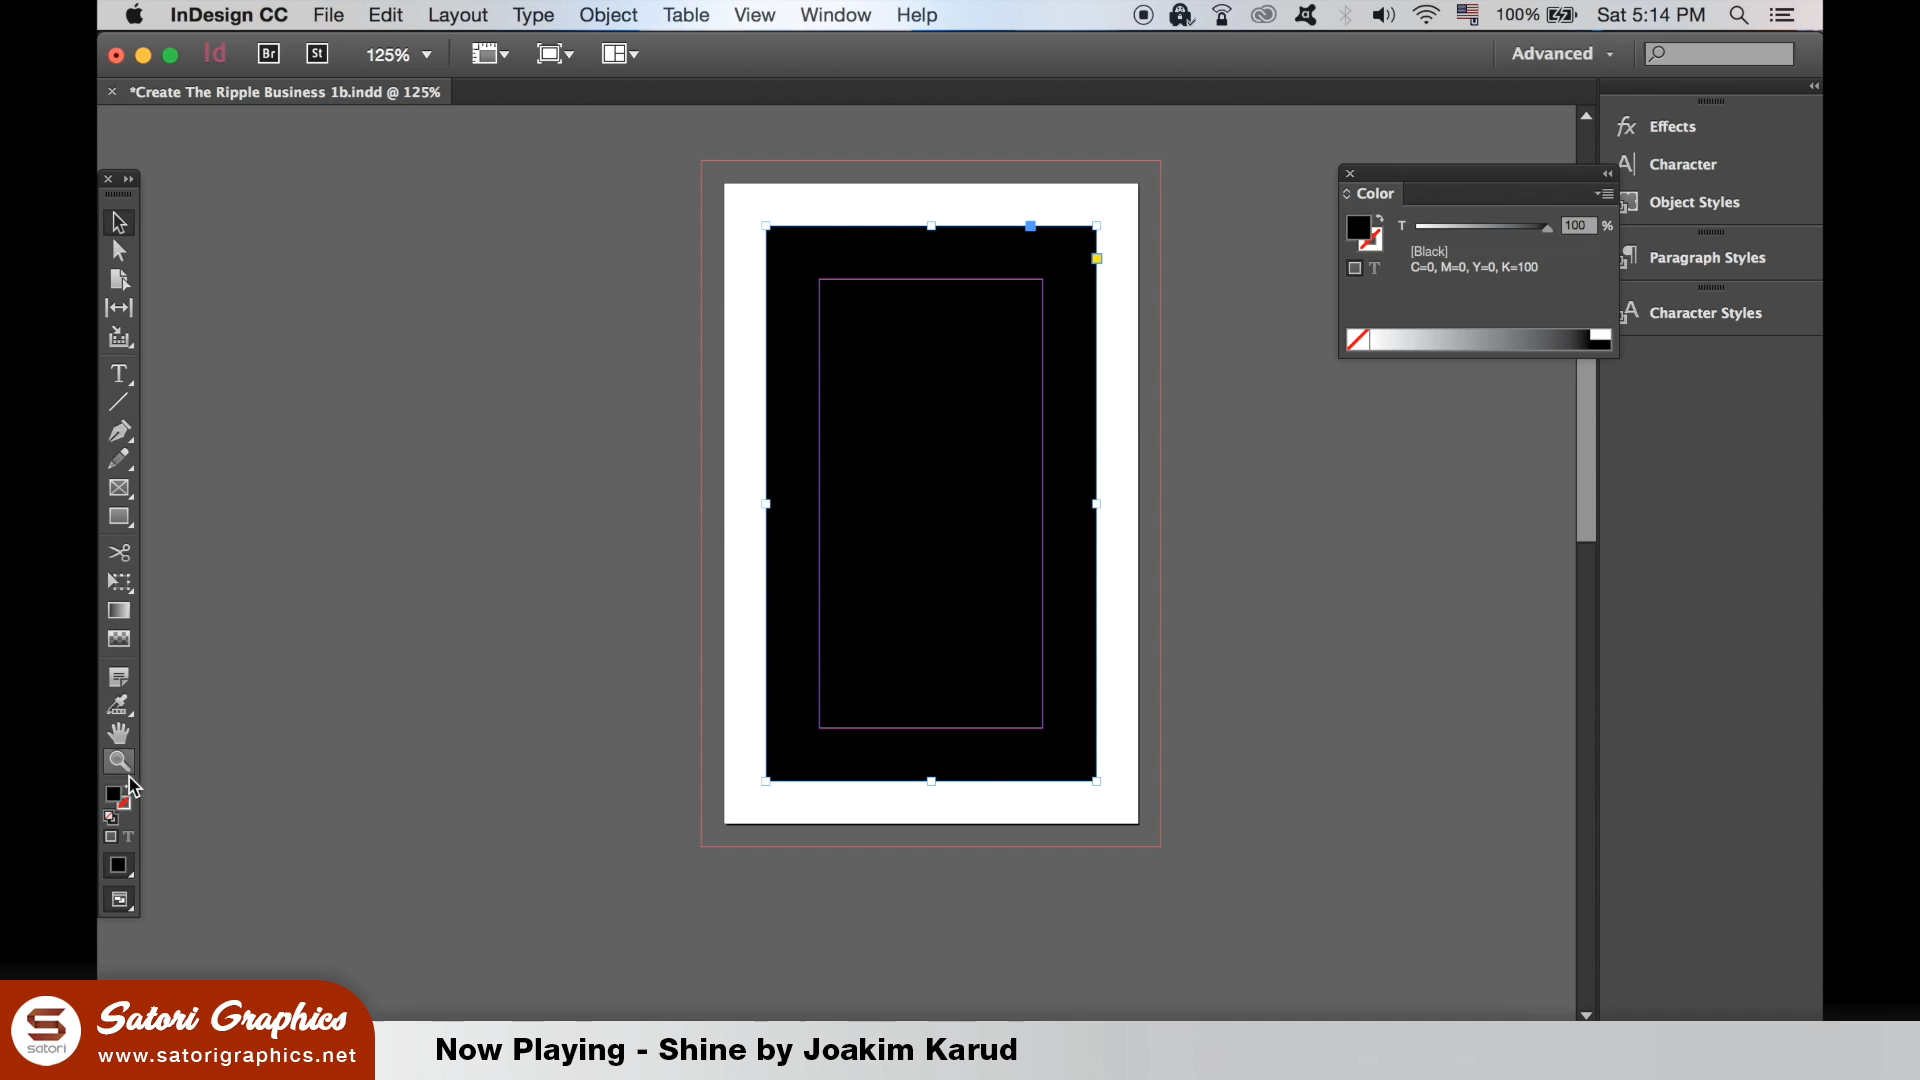 InDesign CC File Edit Layout Type Object Table View Window Help 100% Sat 5:14 PM
Id Br St 125% Advanced
*Create The Ripple Business 1b.indd @ 125%
Effects
Character
Object Styles
Paragraph Styles
Character Styles
Color
T 100 %
[Black]
C=0, M=0, Y=0, K=100
Satori Graphics
satori
www.satorigraphics.net
Now Playing - Shine by Joakim Karud